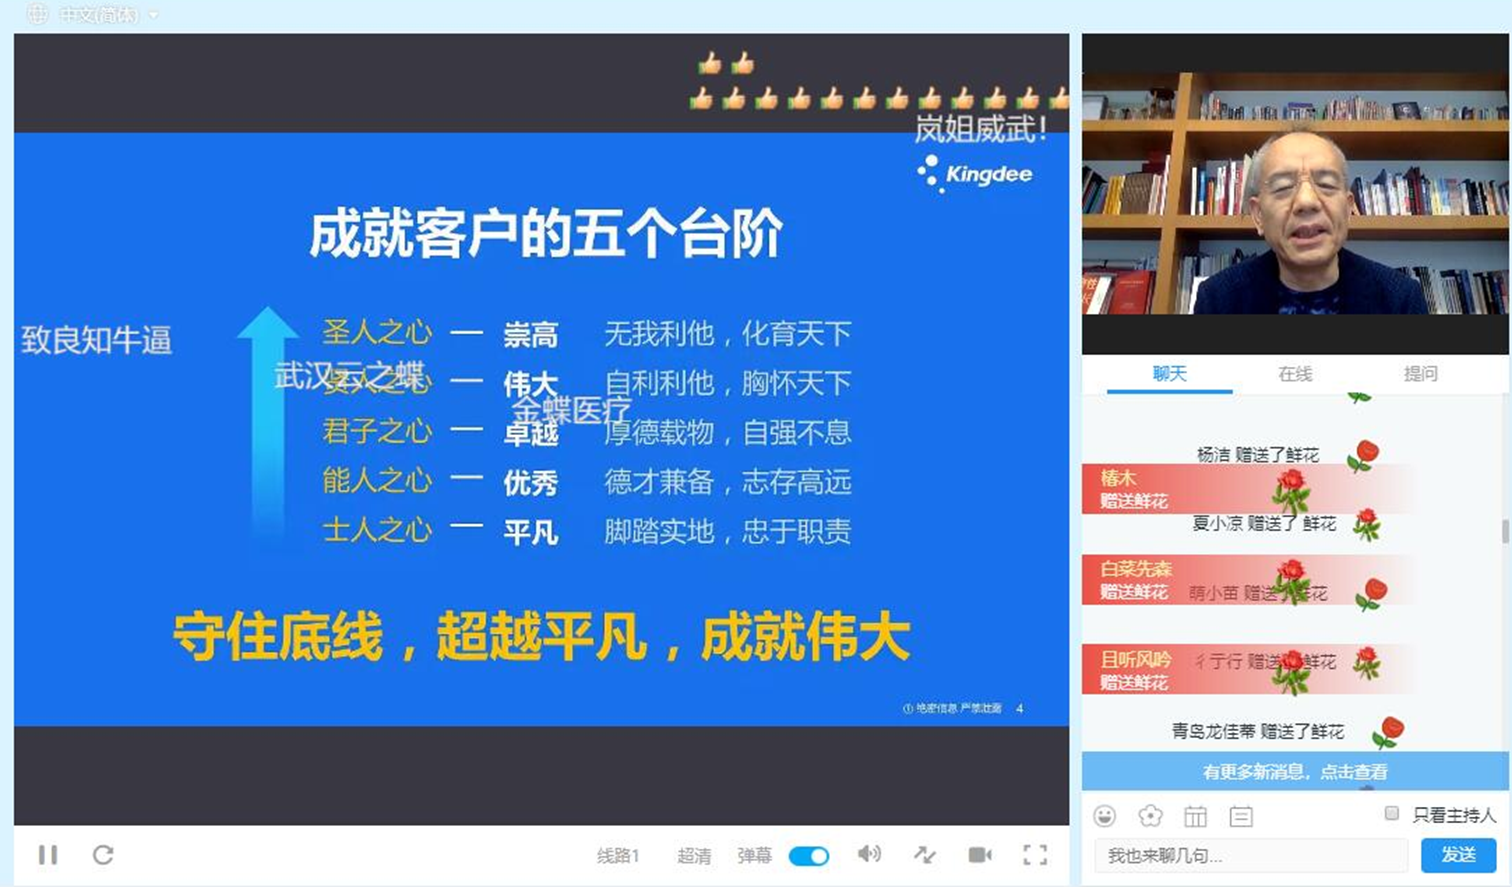 中文(简体)
岚姐威武！
Kingdee
成就客户的五个台阶
致良知牛逼
圣人之心 — 崇高 无我利他，化育天下
武汉云之蝶
贤人之心 — 伟大 自利利他，胸怀天下
金蝶医疗
君子之心 — 卓越 厚德载物，自强不息
能人之心 — 优秀 德才兼备，志存高远
士人之心 — 平凡 脚踏实地，忠于职责
守住底线，超越平凡，成就伟大
① 绝密信息 严禁泄露 4
线路1 超清 弹幕
聊天 在线 提问
杨洁 赠送了鲜花
椿木
赠送鲜花
夏小凉 赠送了 鲜花
白菜先森
赠送鲜花
萌小苗 赠送了鲜花
且听风吟
赠送鲜花
彳亍行 赠送了鲜花
青鸟龙佳蒂 赠送了鲜花
有更多新消息，点击查看
只看主持人
我也来聊几句...
发送